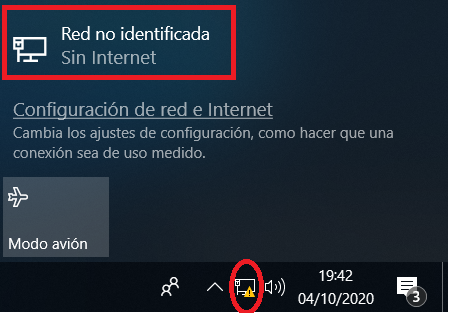 Red no identificada
Sin Internet
Configuración de red e Internet
Cambia los ajustes de configuración, como hacer que una
conexión sea de uso medido.
Modo avión
19:42
04/10/2020
3